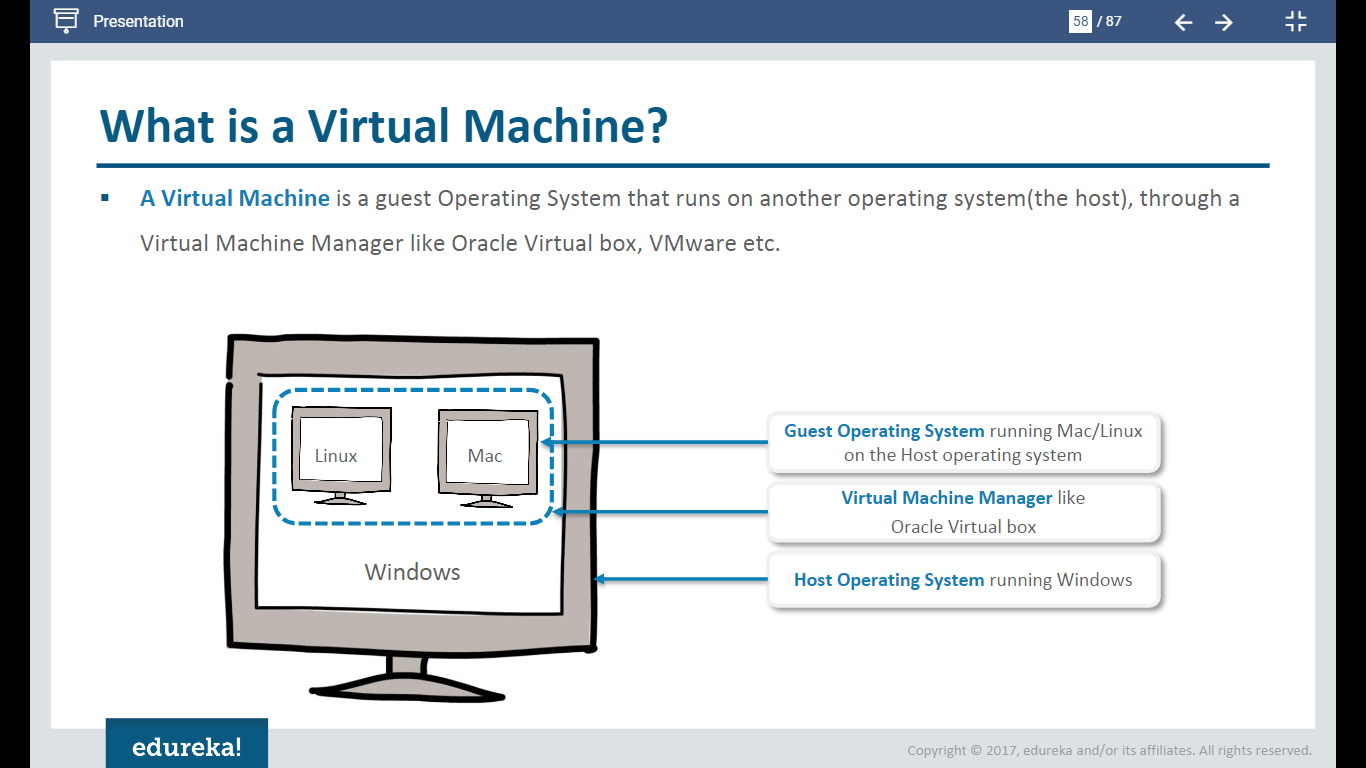 Presentation
58 / 87
What is a Virtual Machine?
▪ A Virtual Machine is a guest Operating System that runs on another operating system(the host), through a
Virtual Machine Manager like Oracle Virtual box, VMware etc.
Linux
Mac
Windows
Guest Operating System running Mac/Linux
on the Host operating system
Virtual Machine Manager like
Oracle Virtual box
Host Operating System running Windows
edureka!
Copyright © 2017, edureka and/or its affiliates. All rights reserved.